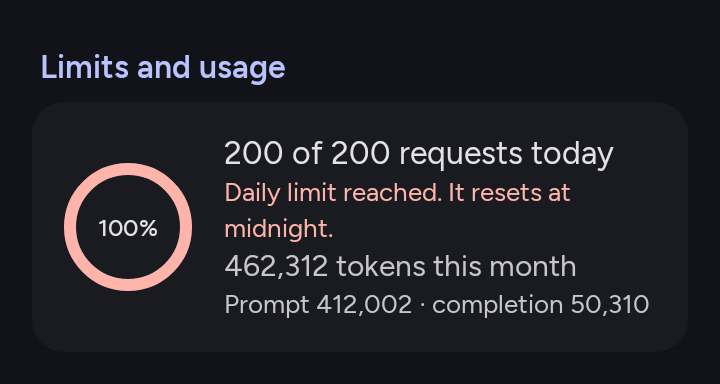 Limits and usage
100%
200 of 200 requests today
Daily limit reached. It resets at
midnight.
462,312 tokens this month
Prompt 412,002 · completion 50,310